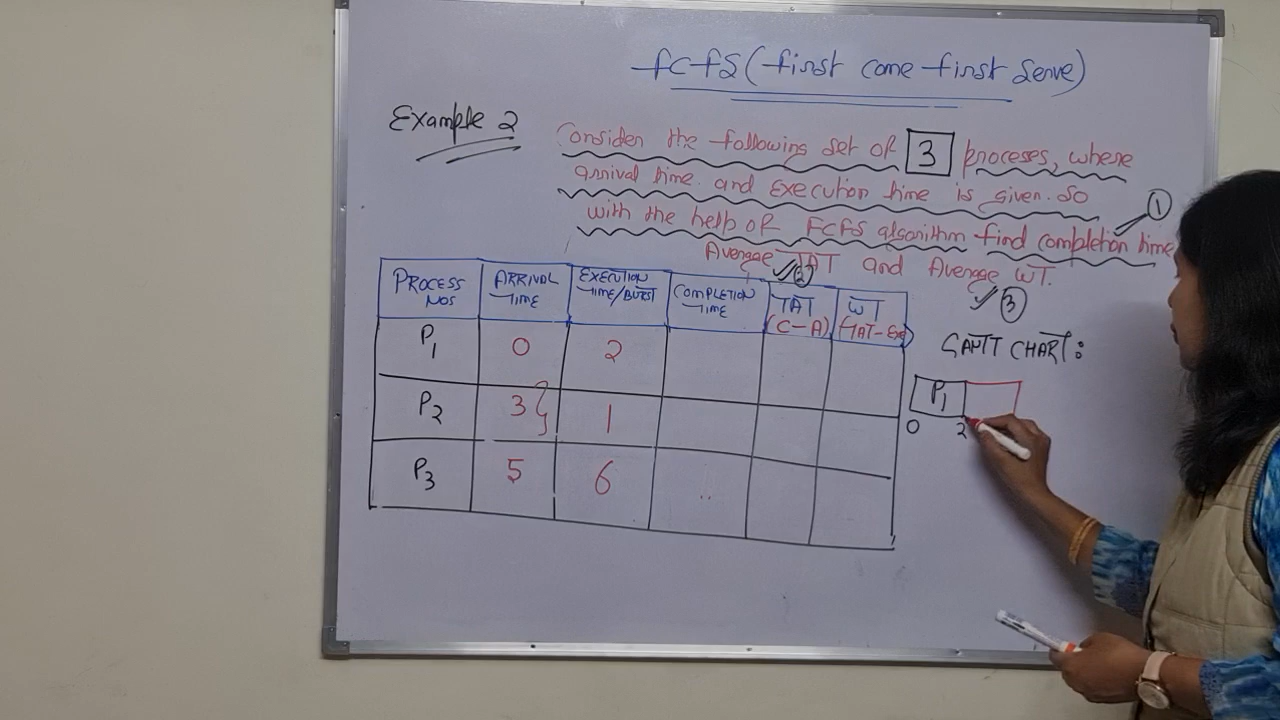 FCFS (First Come First Serve)
Example 2
Consider the following set of 3 proceses, where
arrival time. and Execution time is given. So
with the help of FCFS algorithm find completion time 1
Average TAT and Average WT.
2
3
PROCESS NOS ARRIVAL TIME EXECUTION TIME/BURST COMPLETION TIME TAT (C-A) WT (TAT-Exe)
P1 0 2
P2 3 1
P3 5 6
GANTT CHART:
P1
0 2